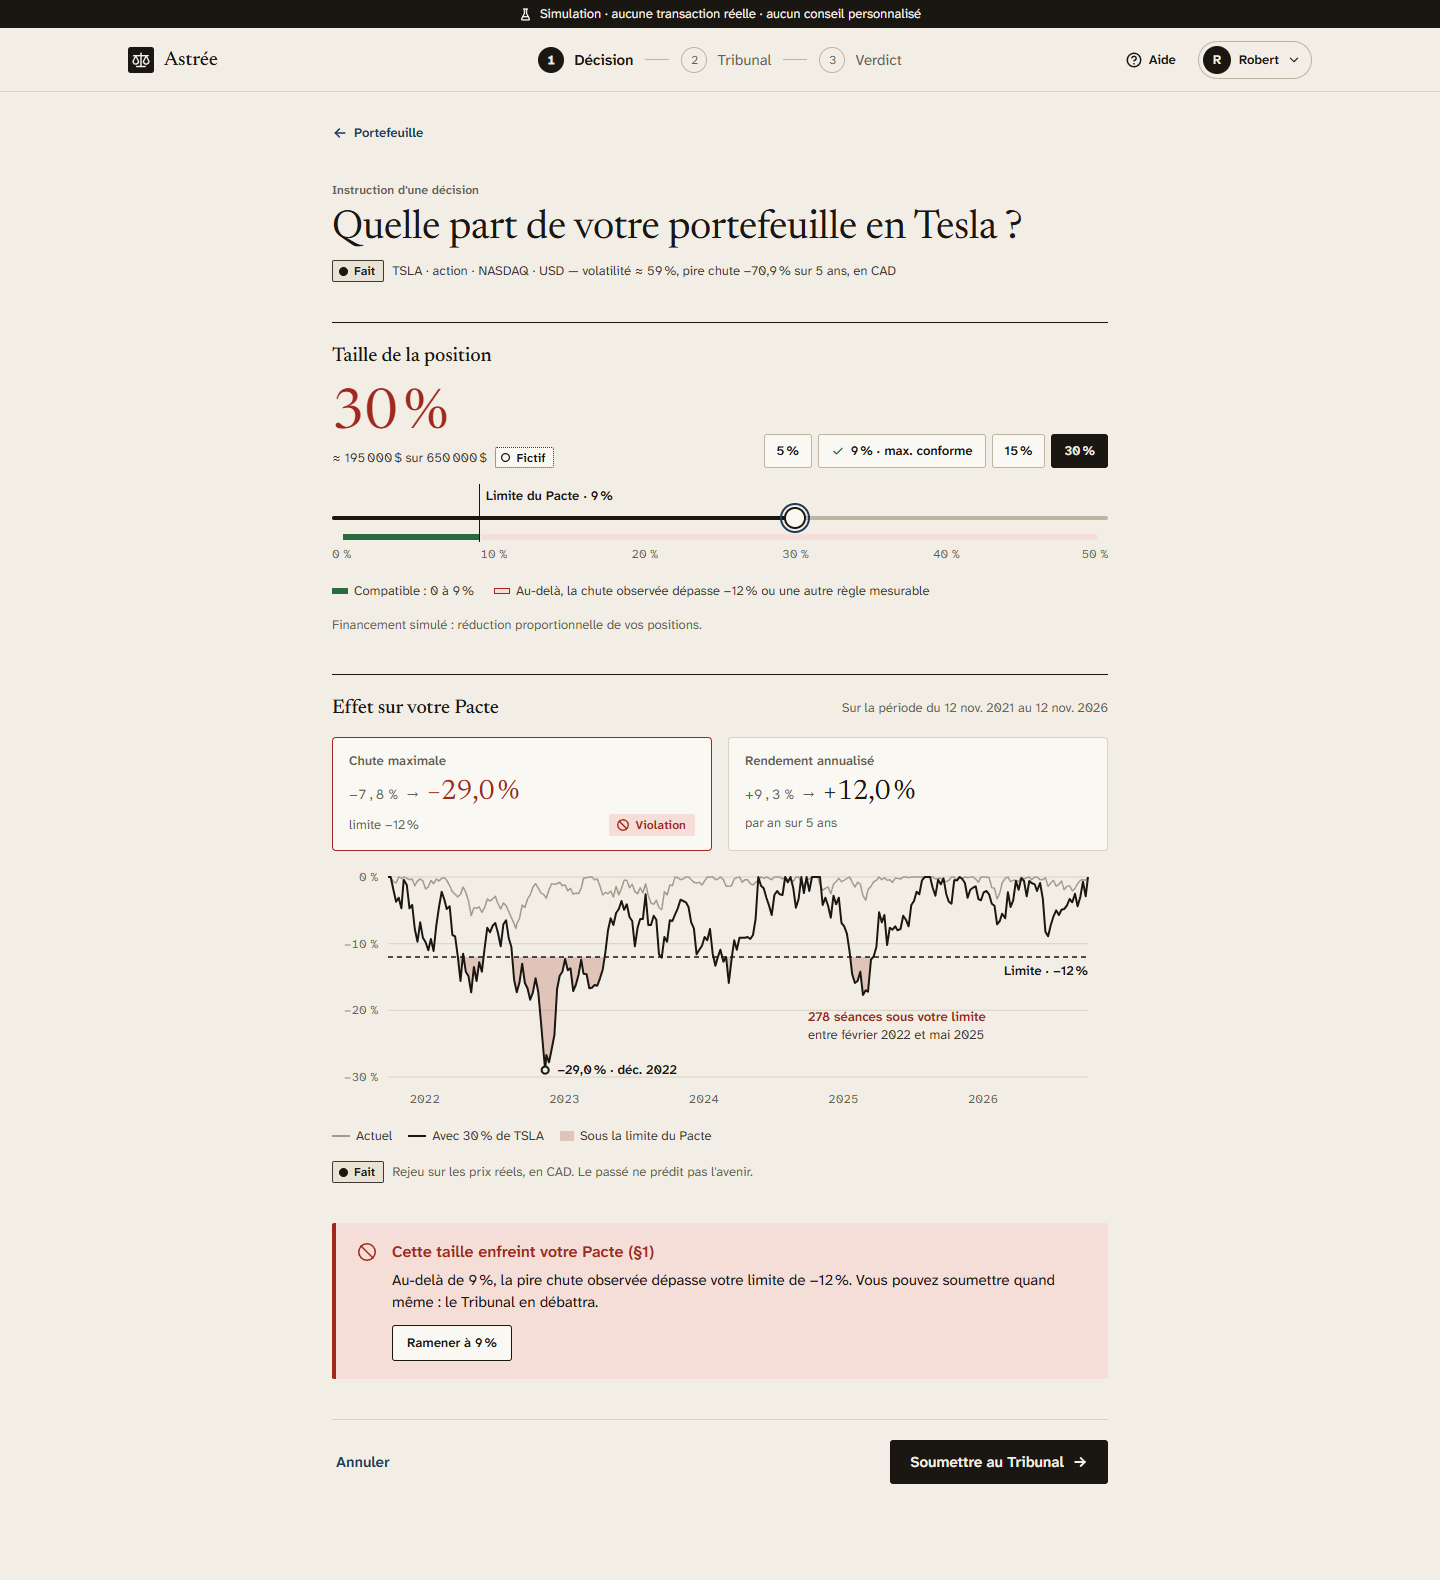 Simulation · aucune transaction réelle · aucun conseil personnalisé
Astrée
1 Décision
2 Tribunal
3 Verdict
Aide
R Robert
← Portefeuille
Instruction d'une décision
Quelle part de votre portefeuille en Tesla ?
Fait
TSLA · action · NASDAQ · USD — volatilité ≈ 59 %, pire chute −70,9 % sur 5 ans, en CAD
Taille de la position
30 %
≈ 195 000 $ sur 650 000 $
Fictif
5 %
9 % · max. conforme
15 %
30 %
Limite du Pacte · 9 %
0 %
10 %
20 %
30 %
40 %
50 %
Compatible : 0 à 9 %
Au-delà, la chute observée dépasse −12 % ou une autre règle mesurable
Financement simulé : réduction proportionnelle de vos positions.
Effet sur votre Pacte
Sur la période du 12 nov. 2021 au 12 nov. 2026
Chute maximale
−7,8 % → −29,0 %
limite −12 %
Violation
Rendement annualisé
+9,3 % → +12,0 %
par an sur 5 ans
0 %
−10 %
−20 %
−30 %
Limite · −12 %
278 séances sous votre limite
entre février 2022 et mai 2025
−29,0 % · déc. 2022
2022
2023
2024
2025
2026
Actuel
Avec 30 % de TSLA
Sous la limite du Pacte
Fait
Rejeu sur les prix réels, en CAD. Le passé ne prédit pas l'avenir.
Cette taille enfreint votre Pacte (§1)
Au-delà de 9 %, la pire chute observée dépasse votre limite de −12 %. Vous pouvez soumettre quand
même : le Tribunal en débattra.
Ramener à 9 %
Annuler
Soumettre au Tribunal →